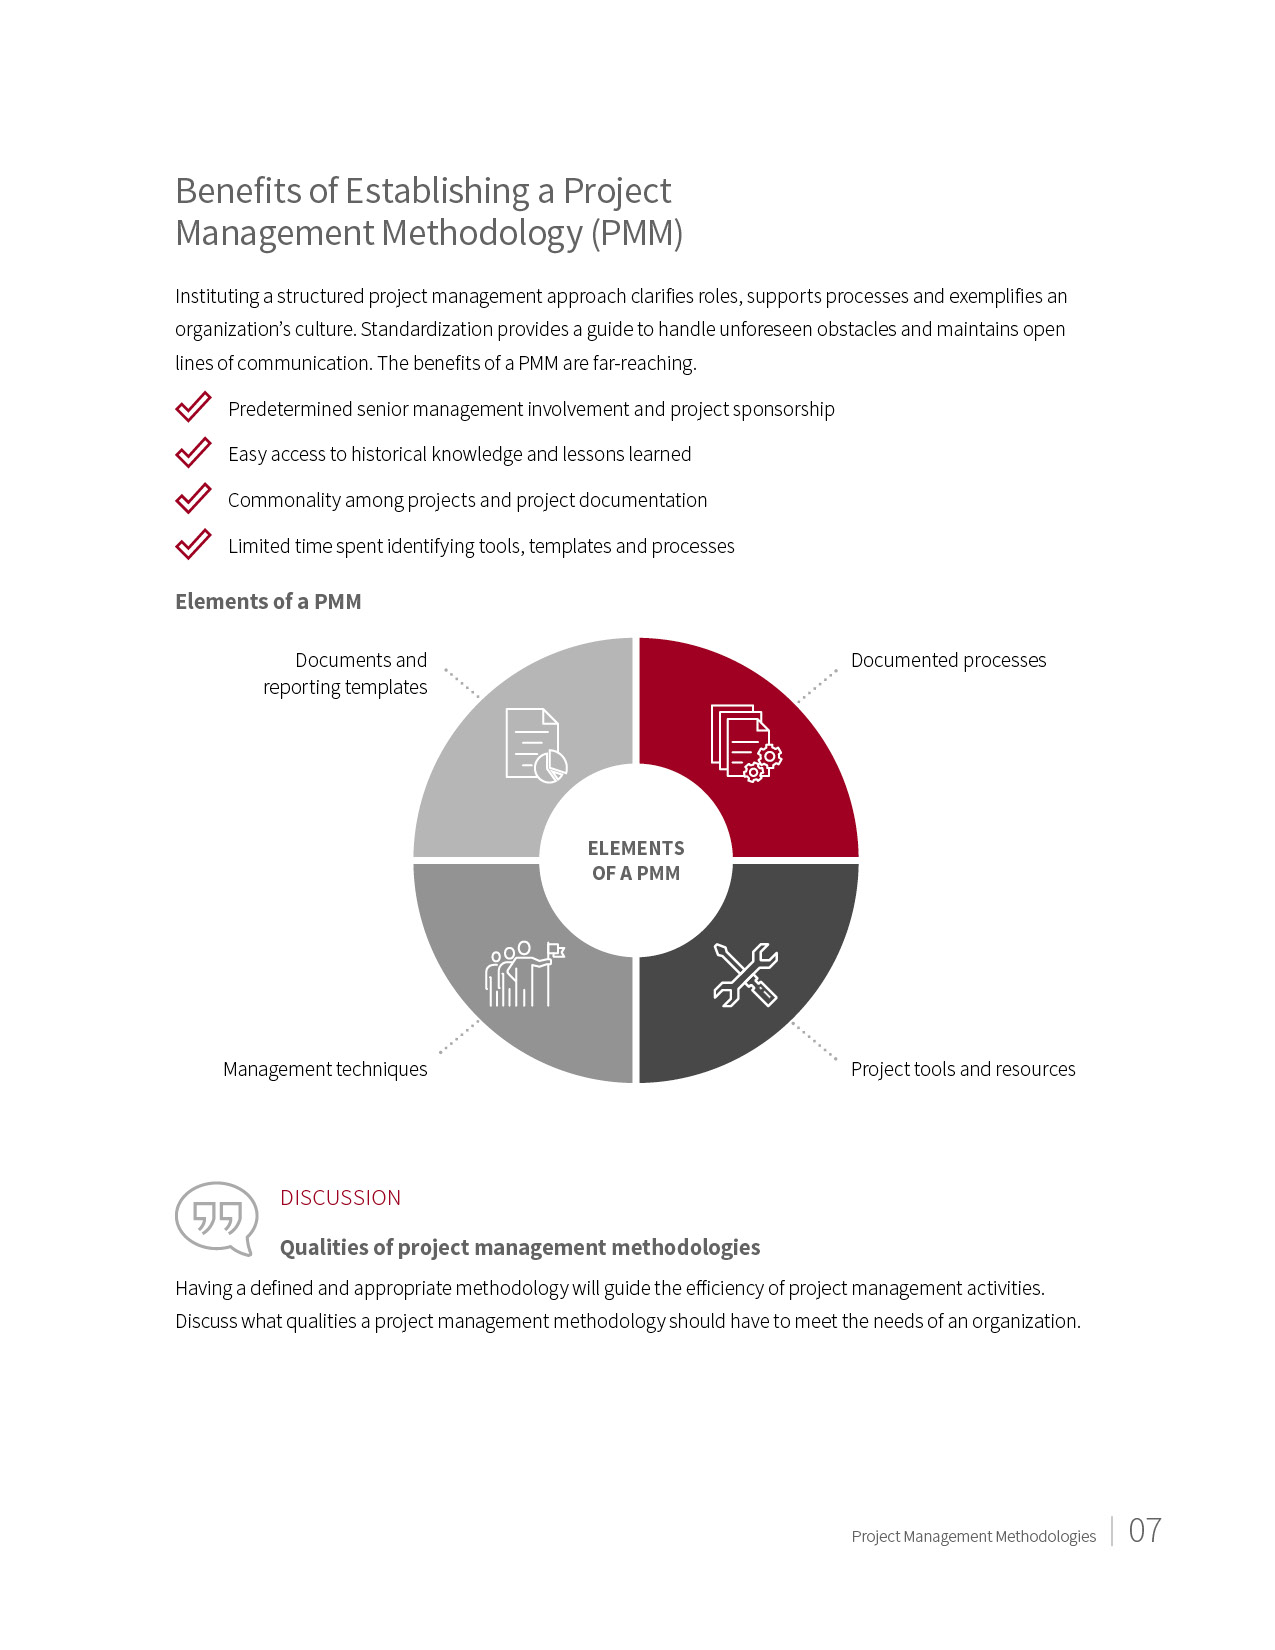 Benefits of Establishing a Project
Management Methodology (PMM)
Instituting a structured project management approach clarifies roles, supports processes and exemplifies an
organization’s culture. Standardization provides a guide to handle unforeseen obstacles and maintains open
lines of communication. The benefits of a PMM are far-reaching.
Predetermined senior management involvement and project sponsorship
Easy access to historical knowledge and lessons learned
Commonality among projects and project documentation
Limited time spent identifying tools, templates and processes
Elements of a PMM
Documents and
reporting templates
Documented processes
ELEMENTS
OF A PMM
Management techniques
Project tools and resources
DISCUSSION
Qualities of project management methodologies
Having a defined and appropriate methodology will guide the efficiency of project management activities.
Discuss what qualities a project management methodology should have to meet the needs of an organization.
Project Management Methodologies 07